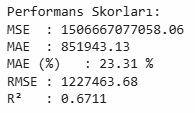 Performans Skorları:
MSE  : 1506667077058.06
MAE  : 851943.13
MAE (%)   : 23.31 %
RMSE : 1227463.68
R²   : 0.6711